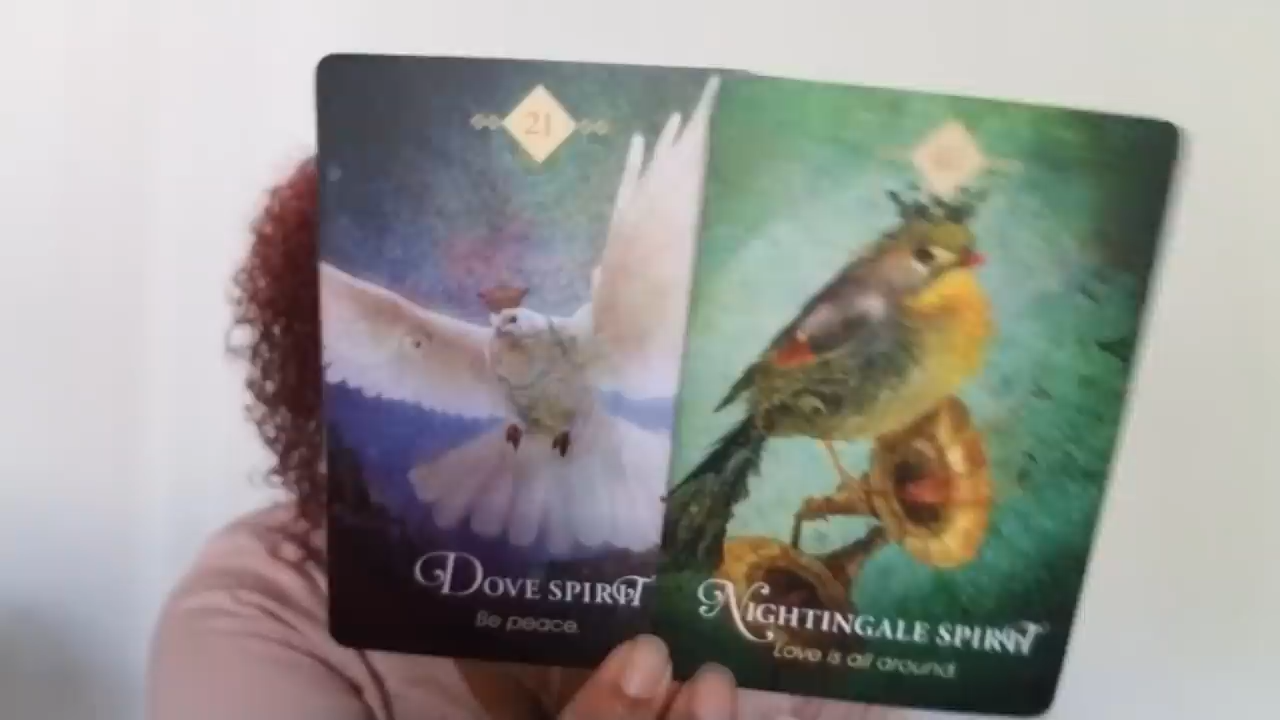 21
DOVE SPIRIT
Be peace.
NIGHTINGALE SPIRIT
Love is all around.